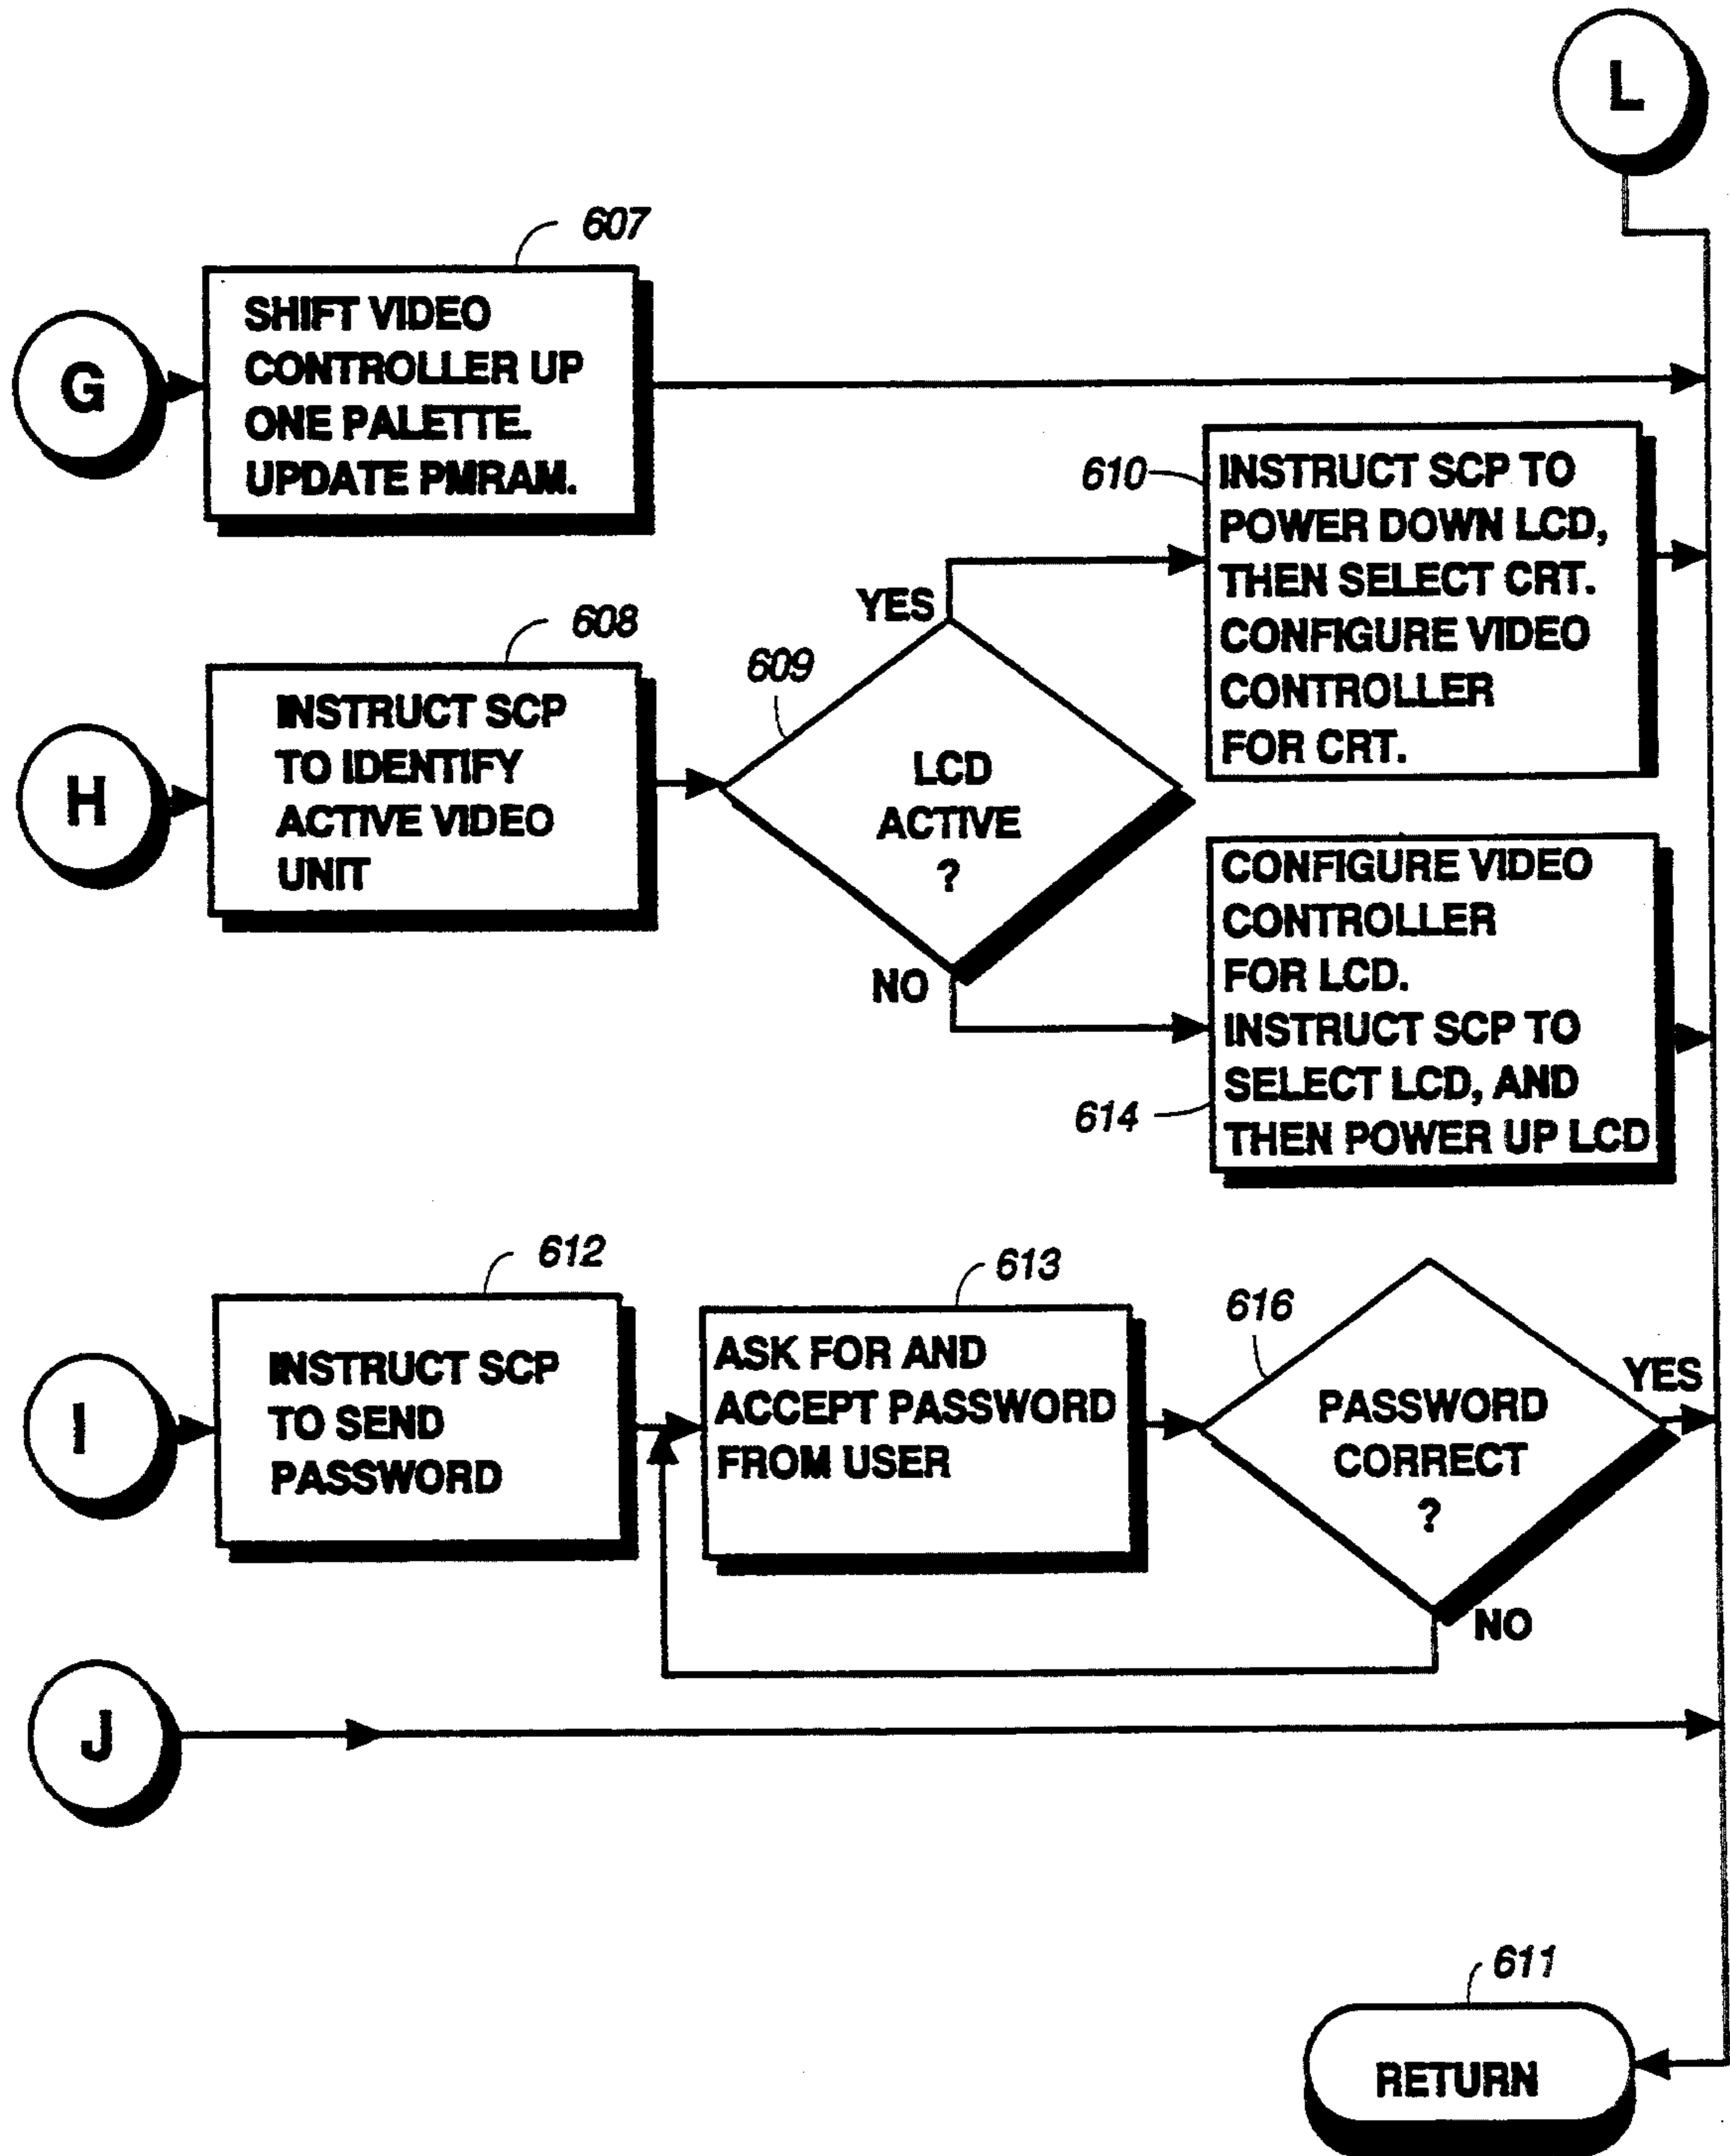 L
607
G
SHIFT VIDEO
CONTROLLER UP
ONE PALETTE.
UPDATE PMRAM.
608
H
INSTRUCT SCP
TO IDENTIFY
ACTIVE VIDEO
UNIT
609
LCD
ACTIVE
?
YES
NO
610
INSTRUCT SCP TO
POWER DOWN LCD,
THEN SELECT CRT.
CONFIGURE VIDEO
CONTROLLER
FOR CRT.
614
CONFIGURE VIDEO
CONTROLLER
FOR LCD.
INSTRUCT SCP TO
SELECT LCD, AND
THEN POWER UP LCD
612
I
INSTRUCT SCP
TO SEND
PASSWORD
613
ASK FOR AND
ACCEPT PASSWORD
FROM USER
616
PASSWORD
CORRECT
?
YES
NO
J
611
RETURN